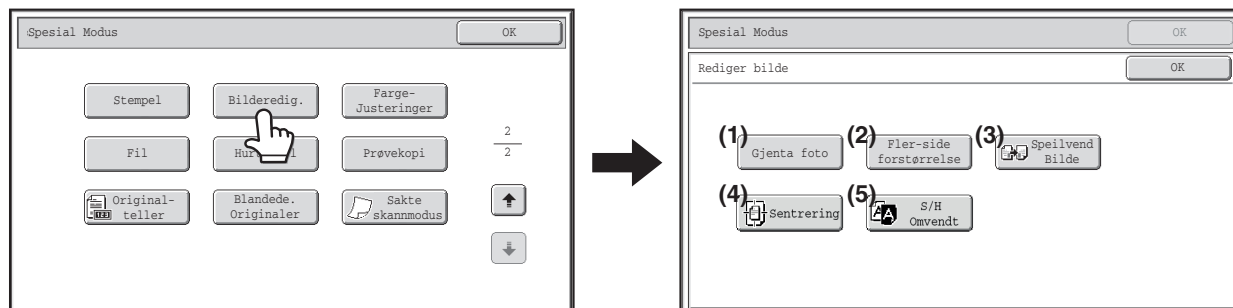 Spesial Modus
OK
Stempel
Bilderedig.
Farge-
Justeringer
Fil
Prøvekopi
2
2
Original-
teller
Blandede.
Originaler
Sakte
skannmodus
Spesial Modus
OK
Rediger bilde
OK
(1)
Gjenta foto
(2)
Fler-side
forstørrelse
(3)
Speilvend
Bilde
(4)
Sentrering
(5)
S/H
Omvendt